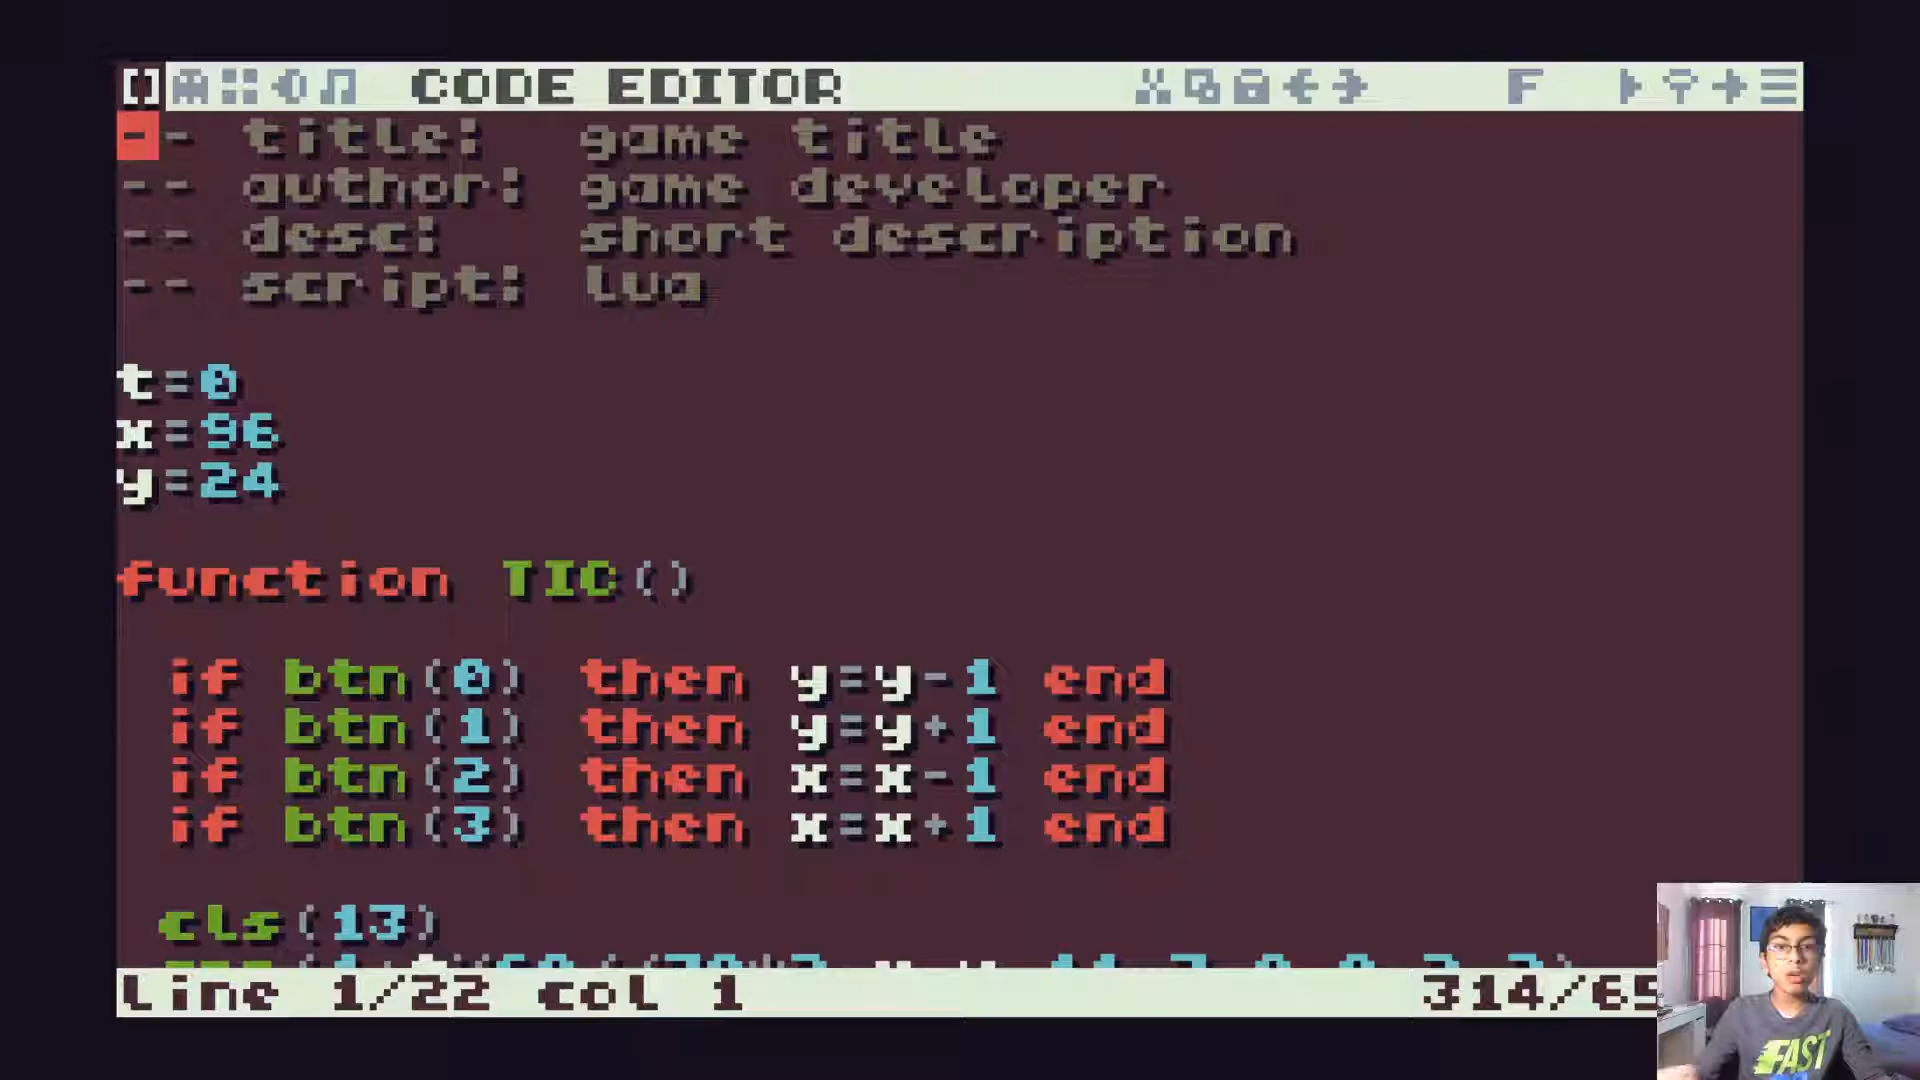 [] CODE EDITOR F
-- title: game title
-- author: game developer
-- desc: short description
-- script: lua
t=0
x=96
y=24
function TIC()
if btn(0) then y=y-1 end
if btn(1) then y=y+1 end
if btn(2) then x=x-1 end
if btn(3) then x=x+1 end
cls(13)
line 1/22 col 1 314/65
FAST